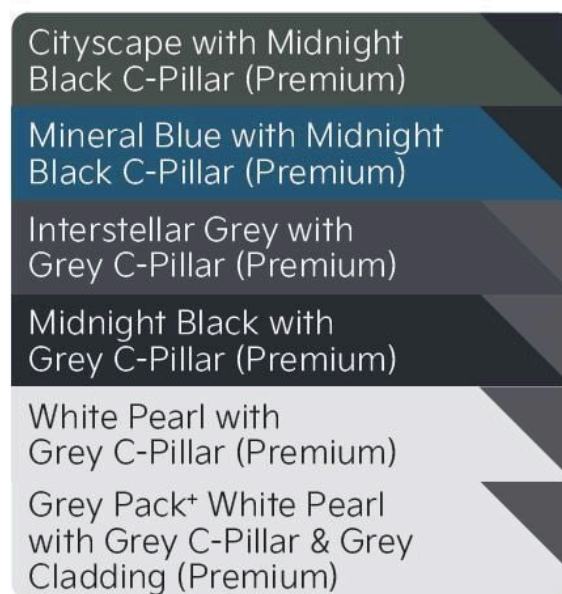 Cityscape with Midnight
Black C-Pillar (Premium)
Mineral Blue with Midnight
Black C-Pillar (Premium)
Interstellar Grey with
Grey C-Pillar (Premium)
Midnight Black with
Grey C-Pillar (Premium)
White Pearl with
Grey C-Pillar (Premium)
Grey Pack⁺ White Pearl
with Grey C-Pillar & Grey
Cladding (Premium)